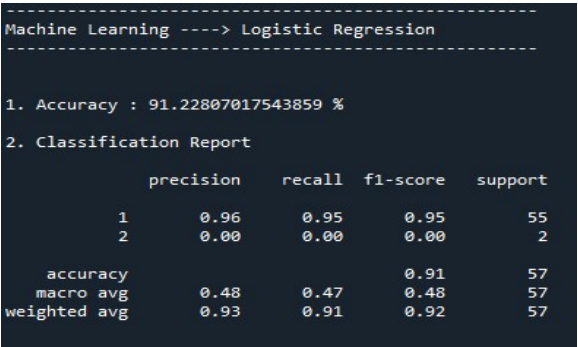 -----------------------------------------------------
Machine Learning ----> Logistic Regression
-----------------------------------------------------
1. Accuracy : 91.22807017543859 %
2. Classification Report
precision recall f1-score support
1 0.96 0.95 0.95 55
2 0.00 0.00 0.00 2
accuracy 0.91 57
macro avg 0.48 0.47 0.48 57
weighted avg 0.93 0.91 0.92 57